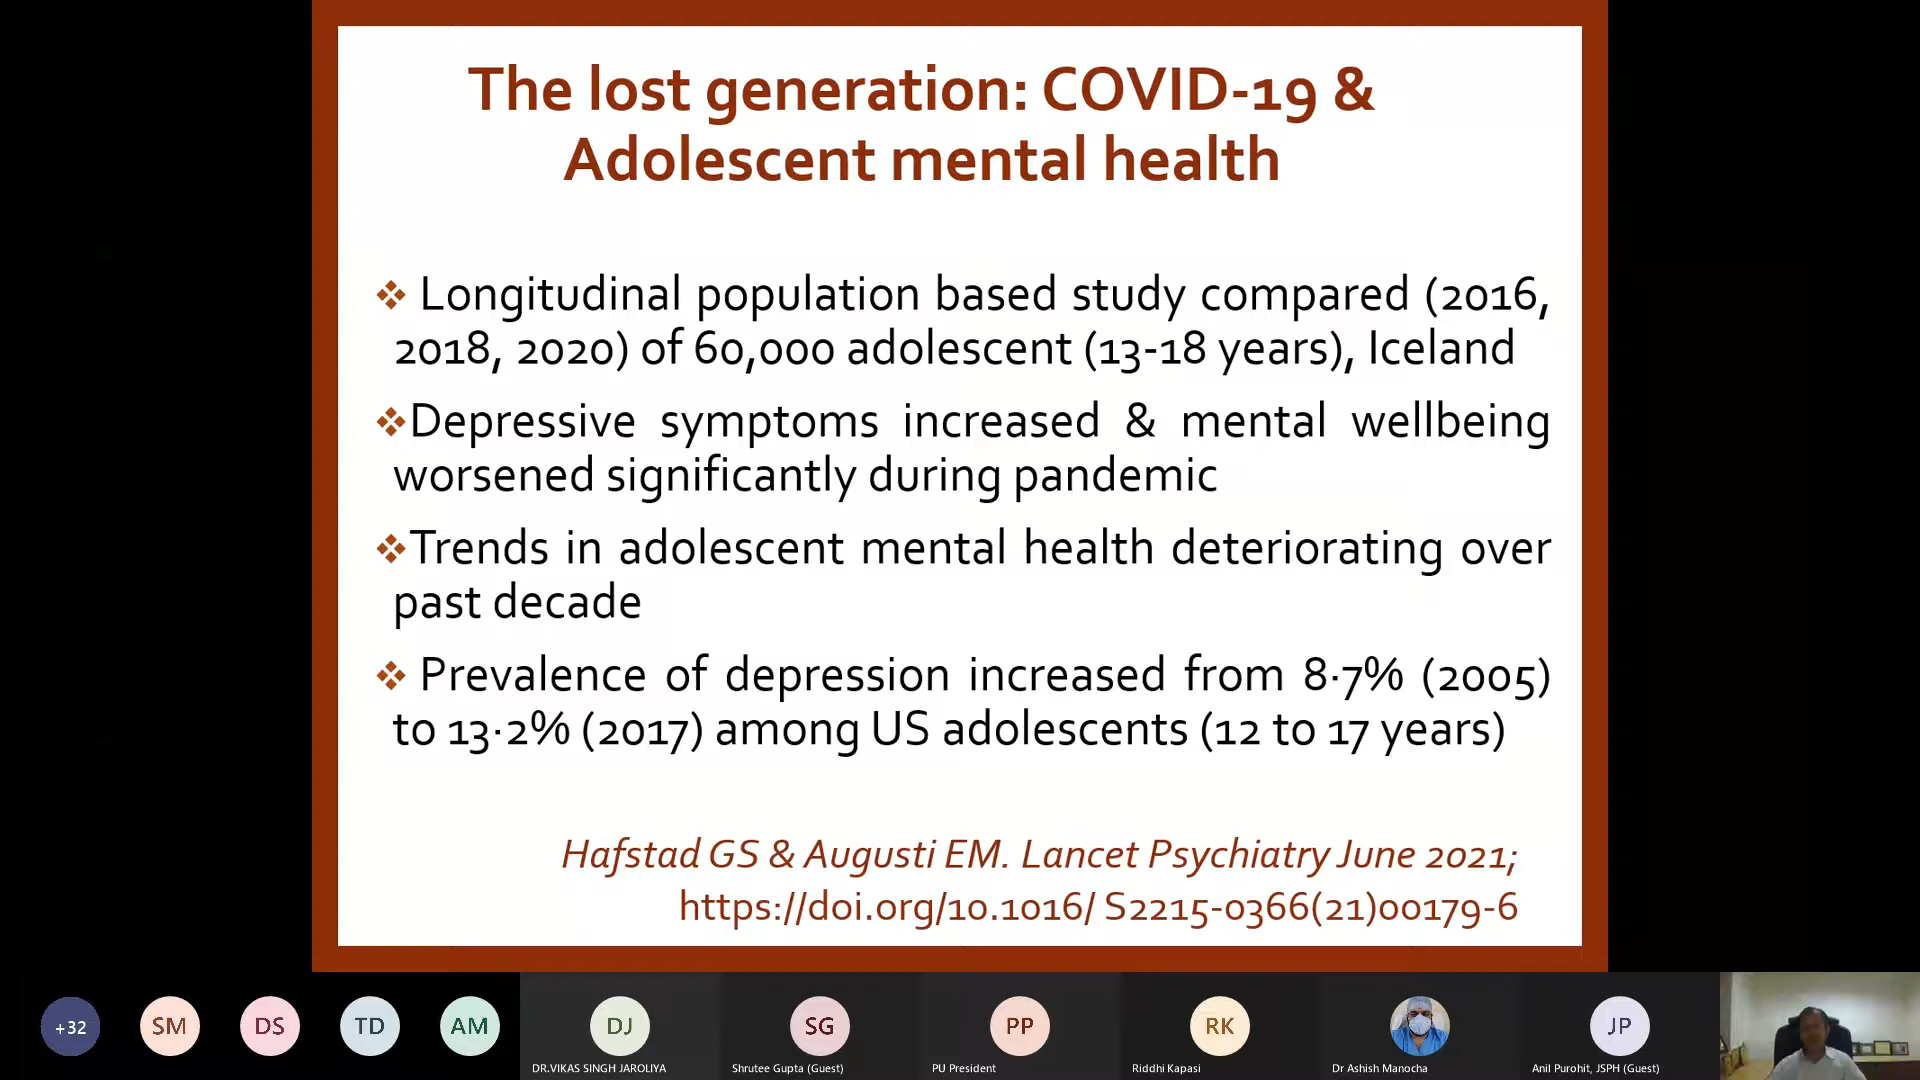 The lost generation: COVID-19 &
Adolescent mental health
Longitudinal population based study compared (2016,
2018, 2020) of 60,000 adolescent (13-18 years), Iceland
Depressive symptoms increased & mental wellbeing
worsened significantly during pandemic
Trends in adolescent mental health deteriorating over
past decade
Prevalence of depression increased from 8·7% (2005)
to 13·2% (2017) among US adolescents (12 to 17 years)
Hafstad GS & Augusti EM. Lancet Psychiatry June 2021;
https://doi.org/10.1016/ S2215-0366(21)00179-6
+32
SM
DS
TD
AM
DJ
SG
PP
RK
JP
DR.VIKAS SINGH JAROLIYA
Shrutee Gupta (Guest)
PU President
Riddhi Kapasi
Dr Ashish Manocha
Anil Purohit, JSPH (Guest)